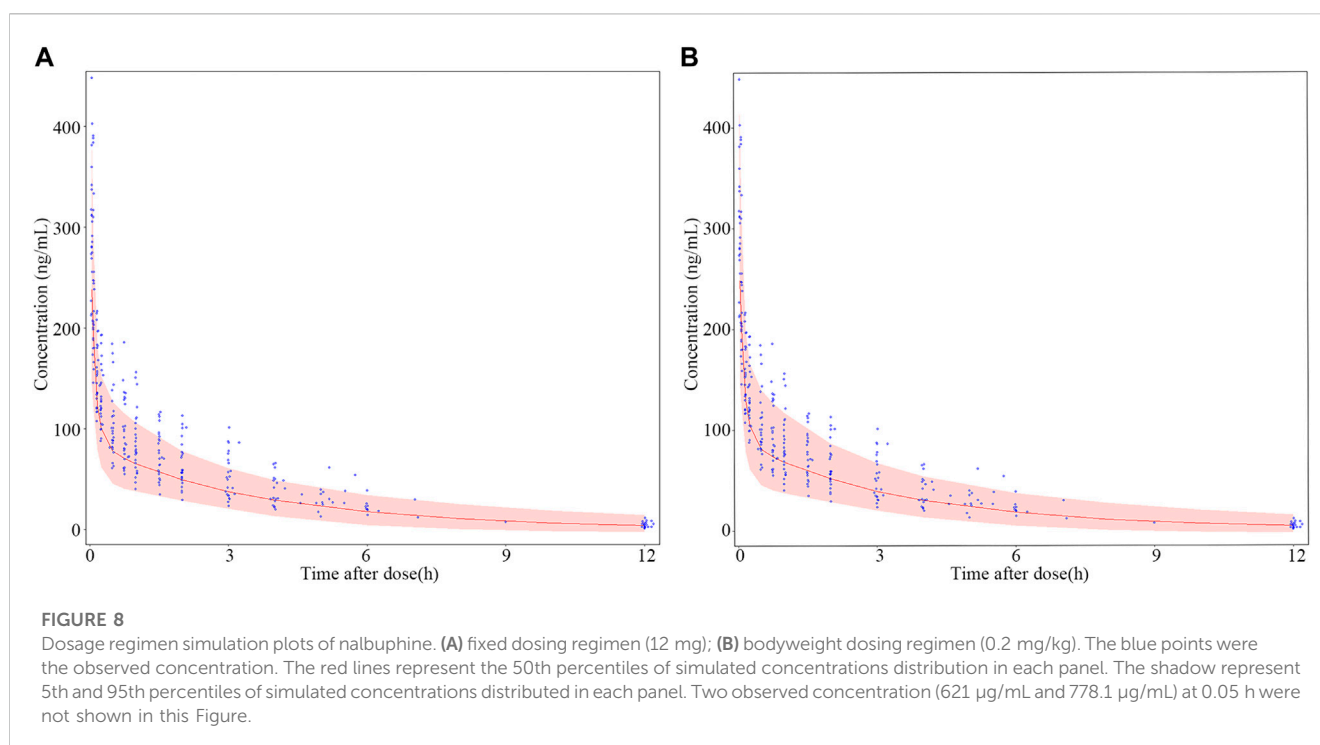 A
B
400
300
200
100
0
Concentration (ng/mL)
0 3 6 9 12
Time after dose(h)
400
300
200
100
0
Concentration (ng/mL)
0 3 6 9 12
Time after dose(h)
FIGURE 8
Dosage regimen simulation plots of nalbuphine. (A) fixed dosing regimen (12 mg); (B) bodyweight dosing regimen (0.2 mg/kg). The blue points were
the observed concentration. The red lines represent the 50th percentiles of simulated concentrations distribution in each panel. The shadow represent
5th and 95th percentiles of simulated concentrations distributed in each panel. Two observed concentration (621 μg/mL and 778.1 μg/mL) at 0.05 h were
not shown in this Figure.